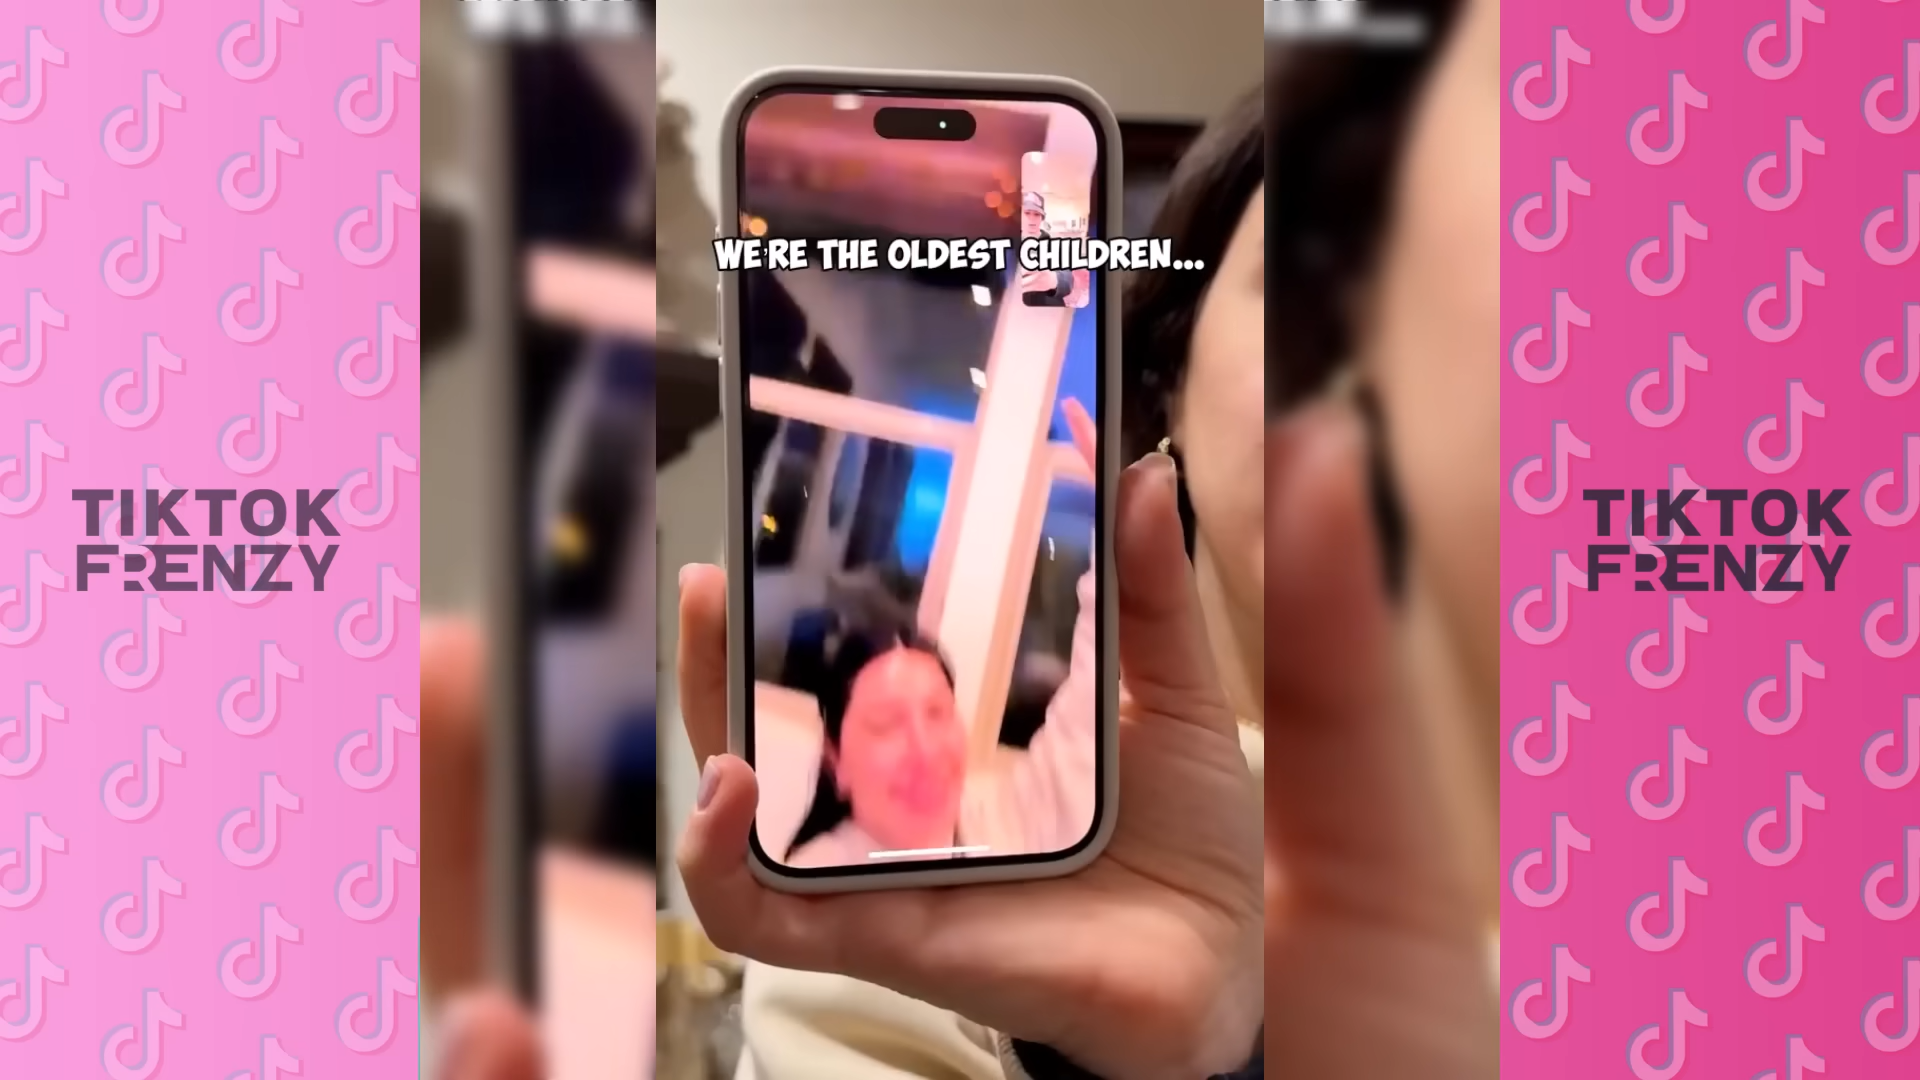 WE'RE THE OLDEST CHILDREN...
TIKTOK
FRENZY
TIKTOK
FRENZY